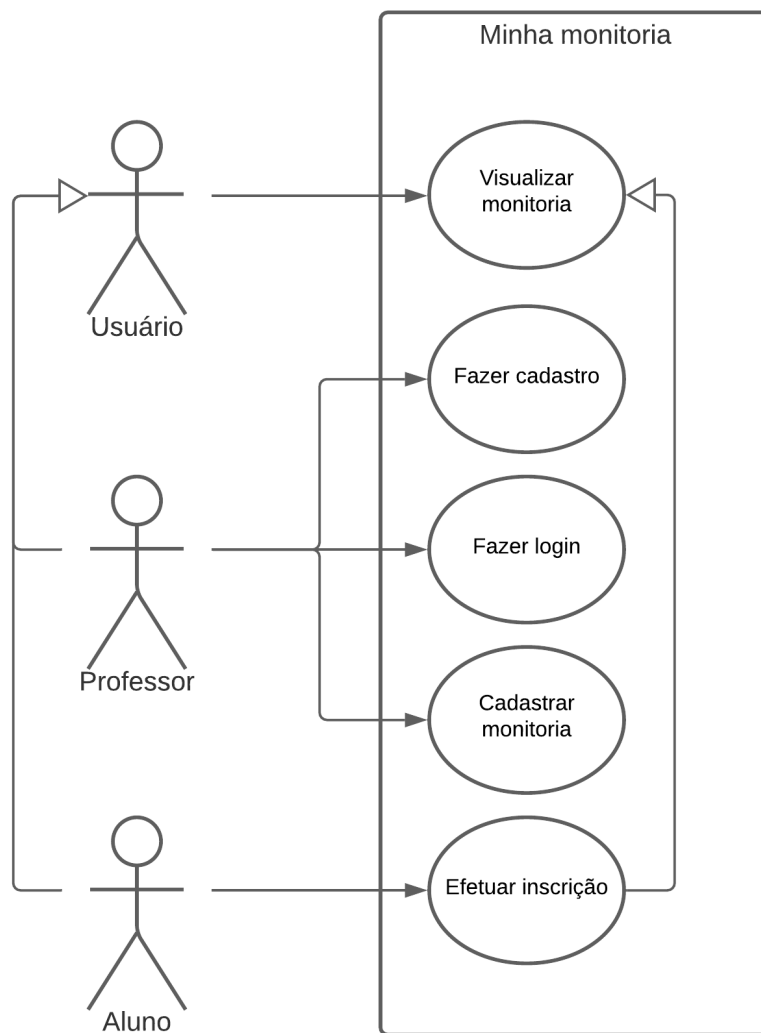 Minha monitoria
Visualizar
monitoria
Usuário
Fazer cadastro
Fazer login
Professor
Cadastrar
monitoria
Efetuar inscrição
Aluno